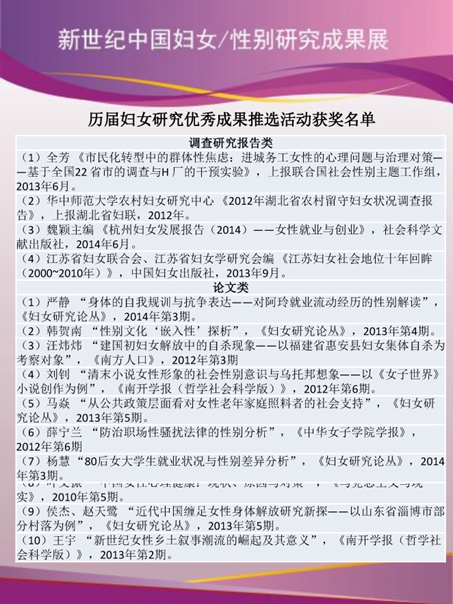 新世纪中国妇女/性别研究成果展
历届妇女研究优秀成果推选活动获奖名单
调查研究报告类
（1）全芳 《市民化转型中的群体性焦虑：进城务工女性的心理问题与治理对策—
—基于全国22 省市的调查与H 厂的干预实验》，上报联合国社会性别主题工作组，
2013年6月。
（2）华中师范大学农村妇女研究中心 《2012年湖北省农村留守妇女状况调查报
告》，上报湖北省妇联，2012年。
（3）魏颖主编 《杭州妇女发展报告（2014）——女性就业与创业》，社会科学文
献出版社，2014年6月。
（4）江苏省妇女联合会、江苏省妇女学研究会编 《江苏妇女社会地位十年回眸
（2000~2010年）》，中国妇女出版社，2013年9月。
论文类
（1）严静 “身体的自我规训与抗争表达——对阿玲就业流动经历的性别解读”，
《妇女研究论丛》，2014年第3期。
（2）韩贺南 “性别文化‘嵌入性’探析”，《妇女研究论丛》，2013年第4期。
（3）汪炜炜 “建国初妇女解放中的自杀现象——以福建省惠安县妇女集体自杀为
考察对象”，《南方人口》，2012年第3期
（4）刘钊 “清末小说女性形象的社会性别意识与乌托邦想象——以《女子世界》
小说创作为例”，《南开学报（哲学社会科学版）》，2012年第6期。
（5）马焱 “从公共政策层面看对女性老年家庭照料者的社会支持”，《妇女研
究论丛》，2013年第5期。
（6）薛宁兰 “防治职场性骚扰法律的性别分析”，《中华女子学院学报》，
2012年第6期
（7）杨慧 “80后女大学生就业状况与性别差异分析”，《妇女研究论丛》，2014
年第3期。
实》，2010年第5期。
（9）侯杰、赵天鹭 “近代中国缠足女性身体解放研究新探——以山东省淄博市部
分村落为例”，《妇女研究论丛》，2013年第5期。
（10）王宇 “新世纪女性乡土叙事潮流的崛起及其意义”，《南开学报（哲学社
会科学版）》，2013年第2期。